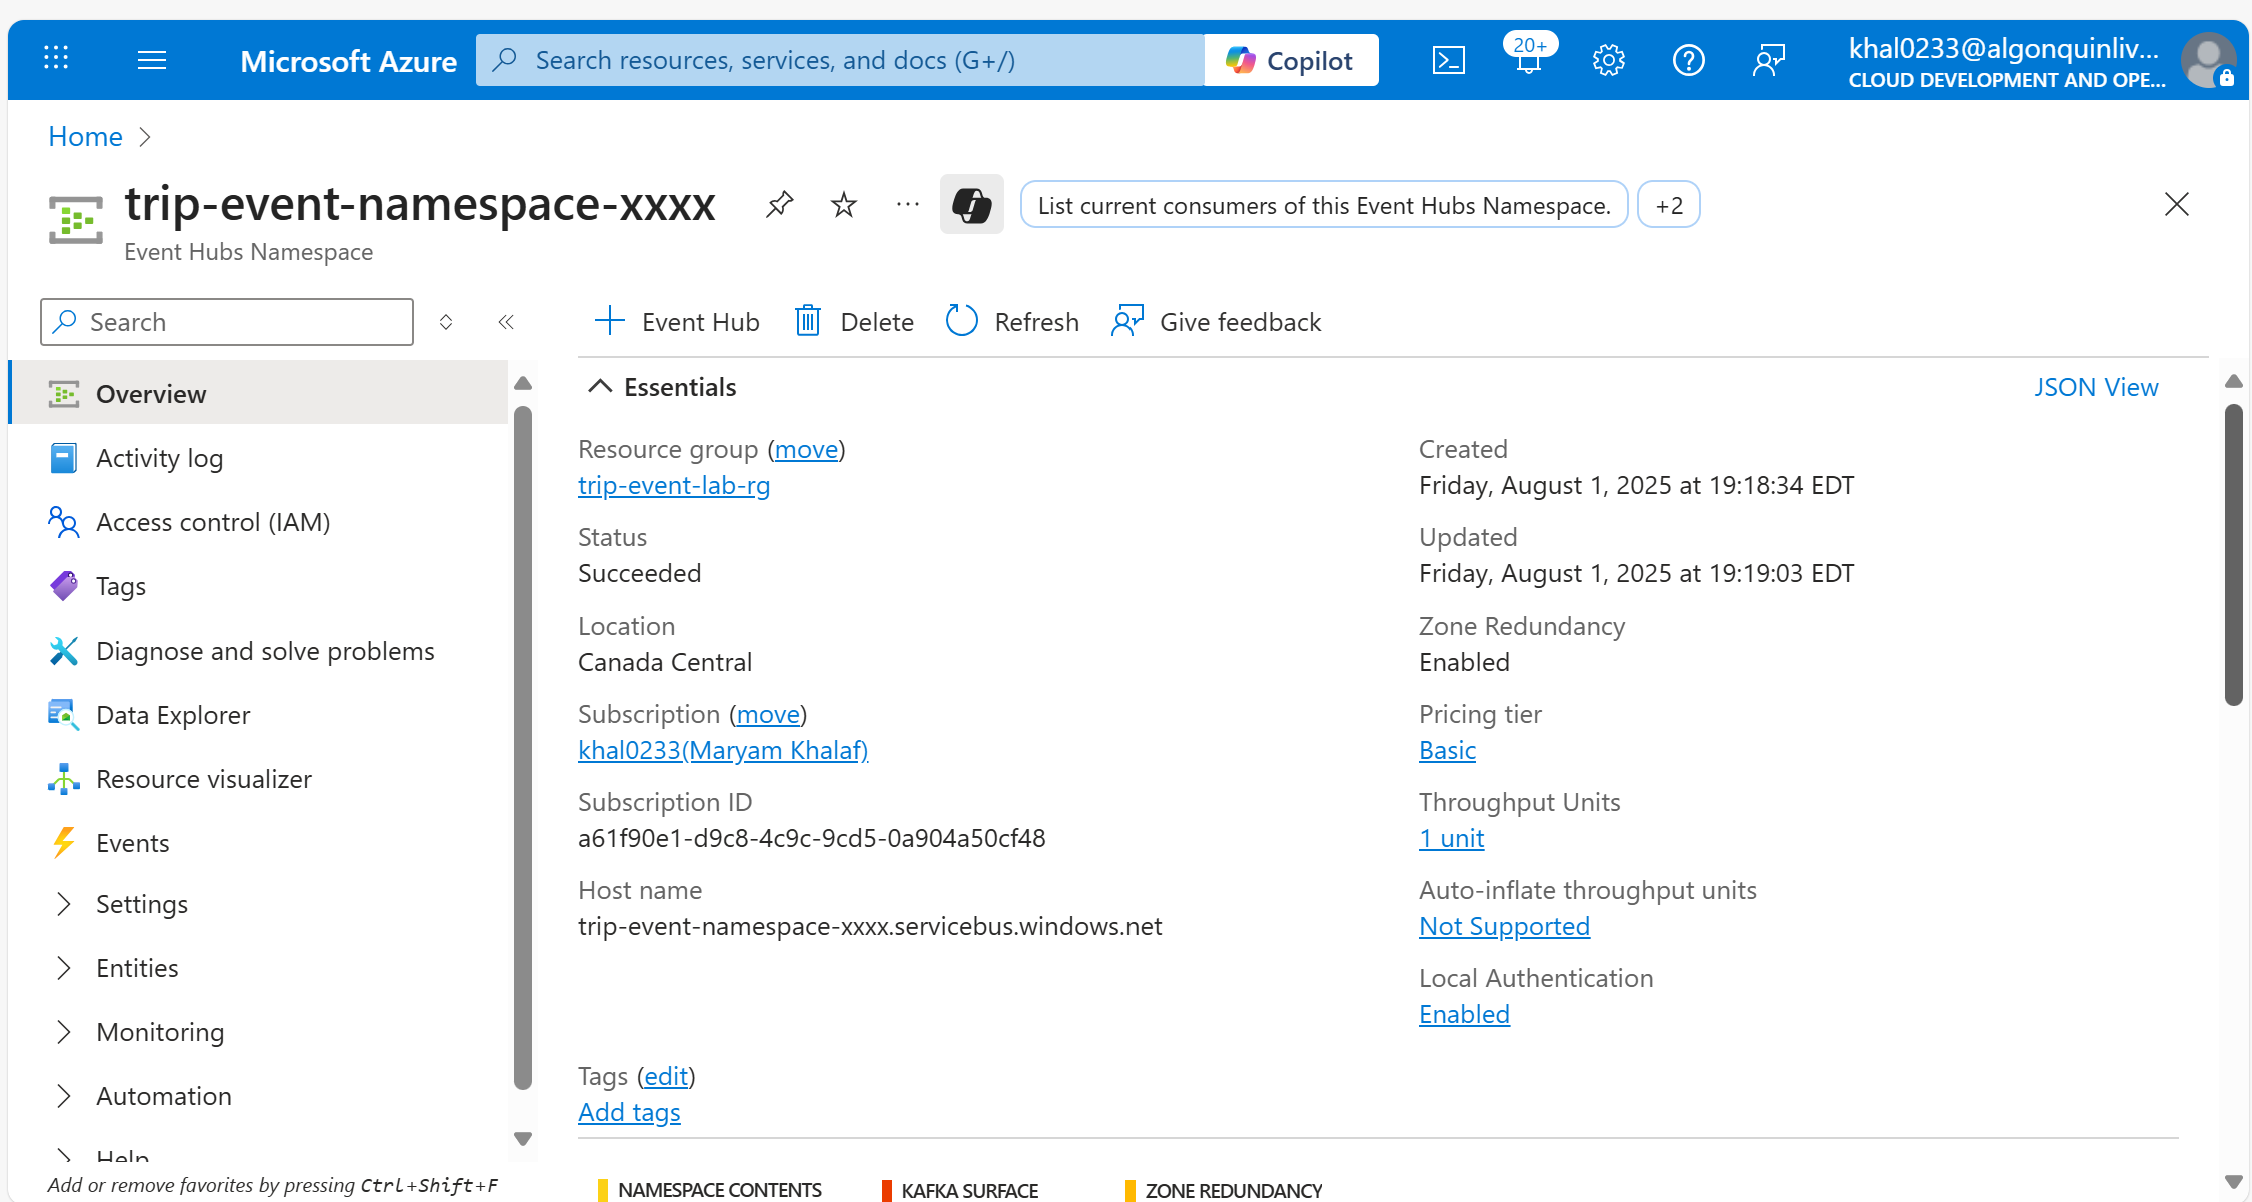 Microsoft Azure
Search resources, services, and docs (G+/)
Copilot
20+
khal0233@algonquinliv...
CLOUD DEVELOPMENT AND OPE...
Home
trip-event-namespace-xxxx
Event Hubs Namespace
List current consumers of this Event Hubs Namespace.
+2
Search
Event Hub
Delete
Refresh
Give feedback
Overview
Activity log
Access control (IAM)
Tags
Diagnose and solve problems
Data Explorer
Resource visualizer
Events
Settings
Entities
Monitoring
Automation
Help
Add or remove favorites by pressing Ctrl+Shift+F
Essentials
JSON View
Resource group (move)
trip-event-lab-rg
Status
Succeeded
Location
Canada Central
Subscription (move)
khal0233(Maryam Khalaf)
Subscription ID
a61f90e1-d9c8-4c9c-9cd5-0a904a50cf48
Host name
trip-event-namespace-xxxx.servicebus.windows.net
Created
Friday, August 1, 2025 at 19:18:34 EDT
Updated
Friday, August 1, 2025 at 19:19:03 EDT
Zone Redundancy
Enabled
Pricing tier
Basic
Throughput Units
1 unit
Auto-inflate throughput units
Not Supported
Local Authentication
Enabled
Tags (edit)
Add tags
NAMESPACE CONTENTS
KAFKA SURFACE
ZONE REDUNDANCY